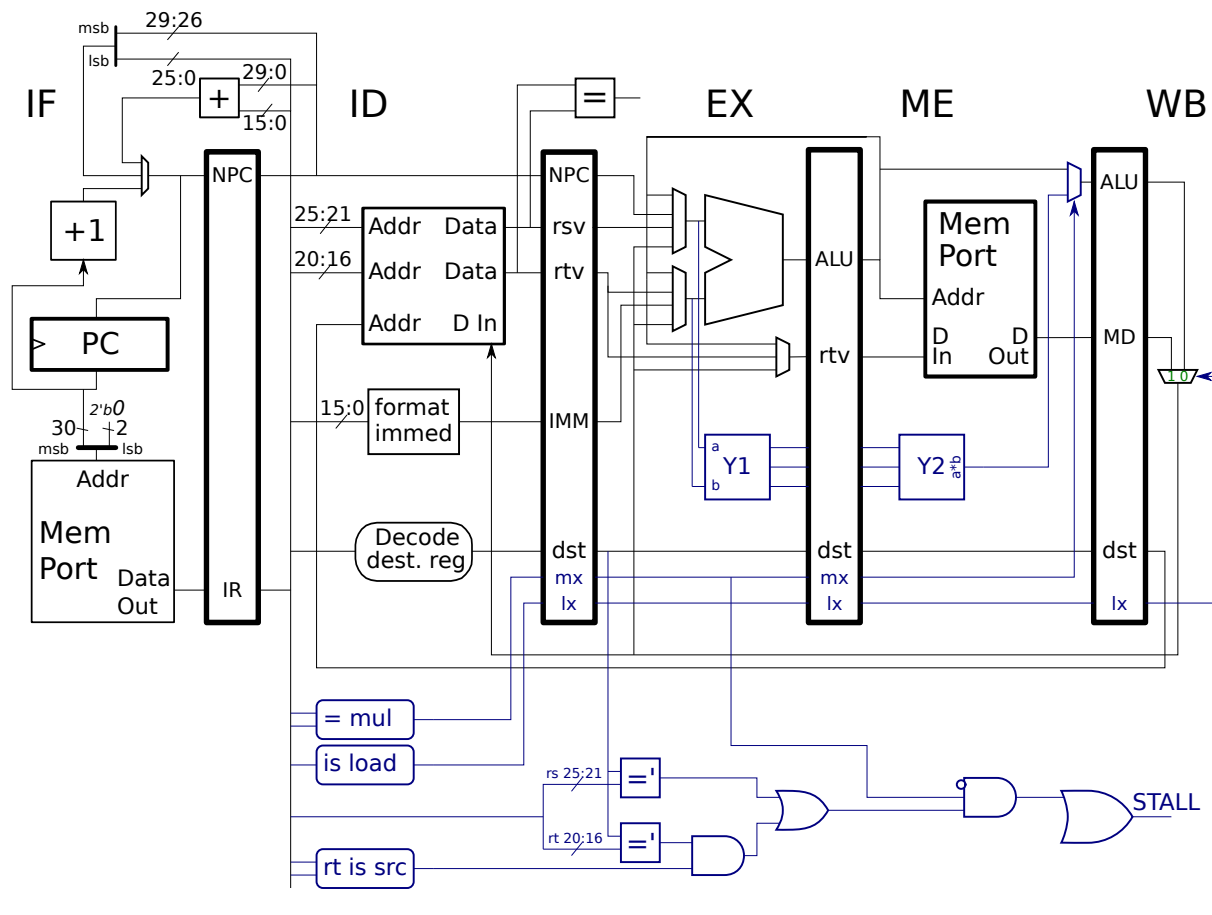 29:26
msb
lsb
25:0
29:0
15:0
+
=
IF
ID
EX
ME
WB
NPC
NPC
ALU
+1
25:21
20:16
Addr
Data
Addr
Data
Addr
D In
rsv
rtv
ALU
rtv
Mem
Port
Addr
D
In
D
Out
MD
1 0
PC
2'b0
30
2
msb
lsb
Addr
Mem
Port
Data
Out
IR
15:0
format
immed
IMM
a
b
Y1
Y2
a*b
Decode
dest. reg
dst
mx
lx
dst
mx
lx
dst
lx
= mul
is load
rs 25:21
='
rt 20:16
='
rt is src
STALL